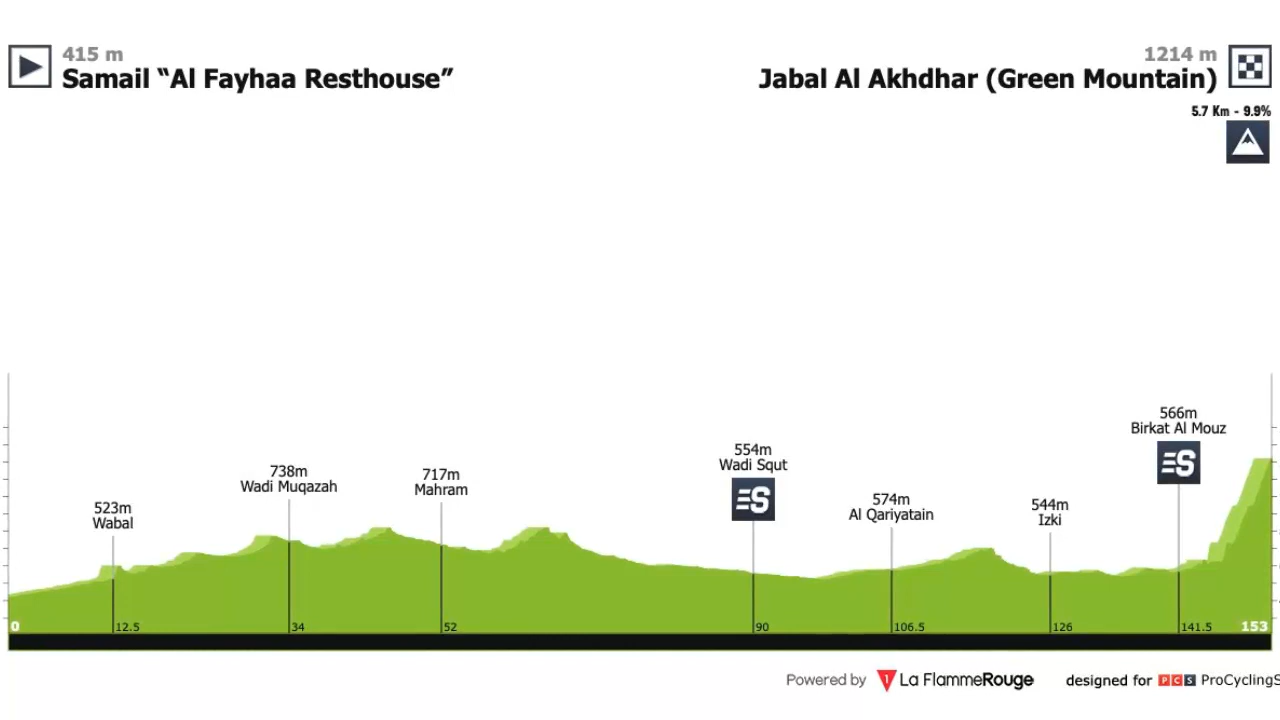 415 m
Samail “Al Fayhaa Resthouse”
1214 m
Jabal Al Akhdhar (Green Mountain)
5.7 Km - 9.9%
566m
Birkat Al Mouz
S
554m
Wadi Squt
S
738m
Wadi Muqazah
717m
Mahram
574m
Al Qariyatain
544m
Izki
523m
Wabal
0 12.5 34 52 90 106.5 126 141.5 153
Powered by 1 La FlammeRouge designed for PCS ProCyclingS